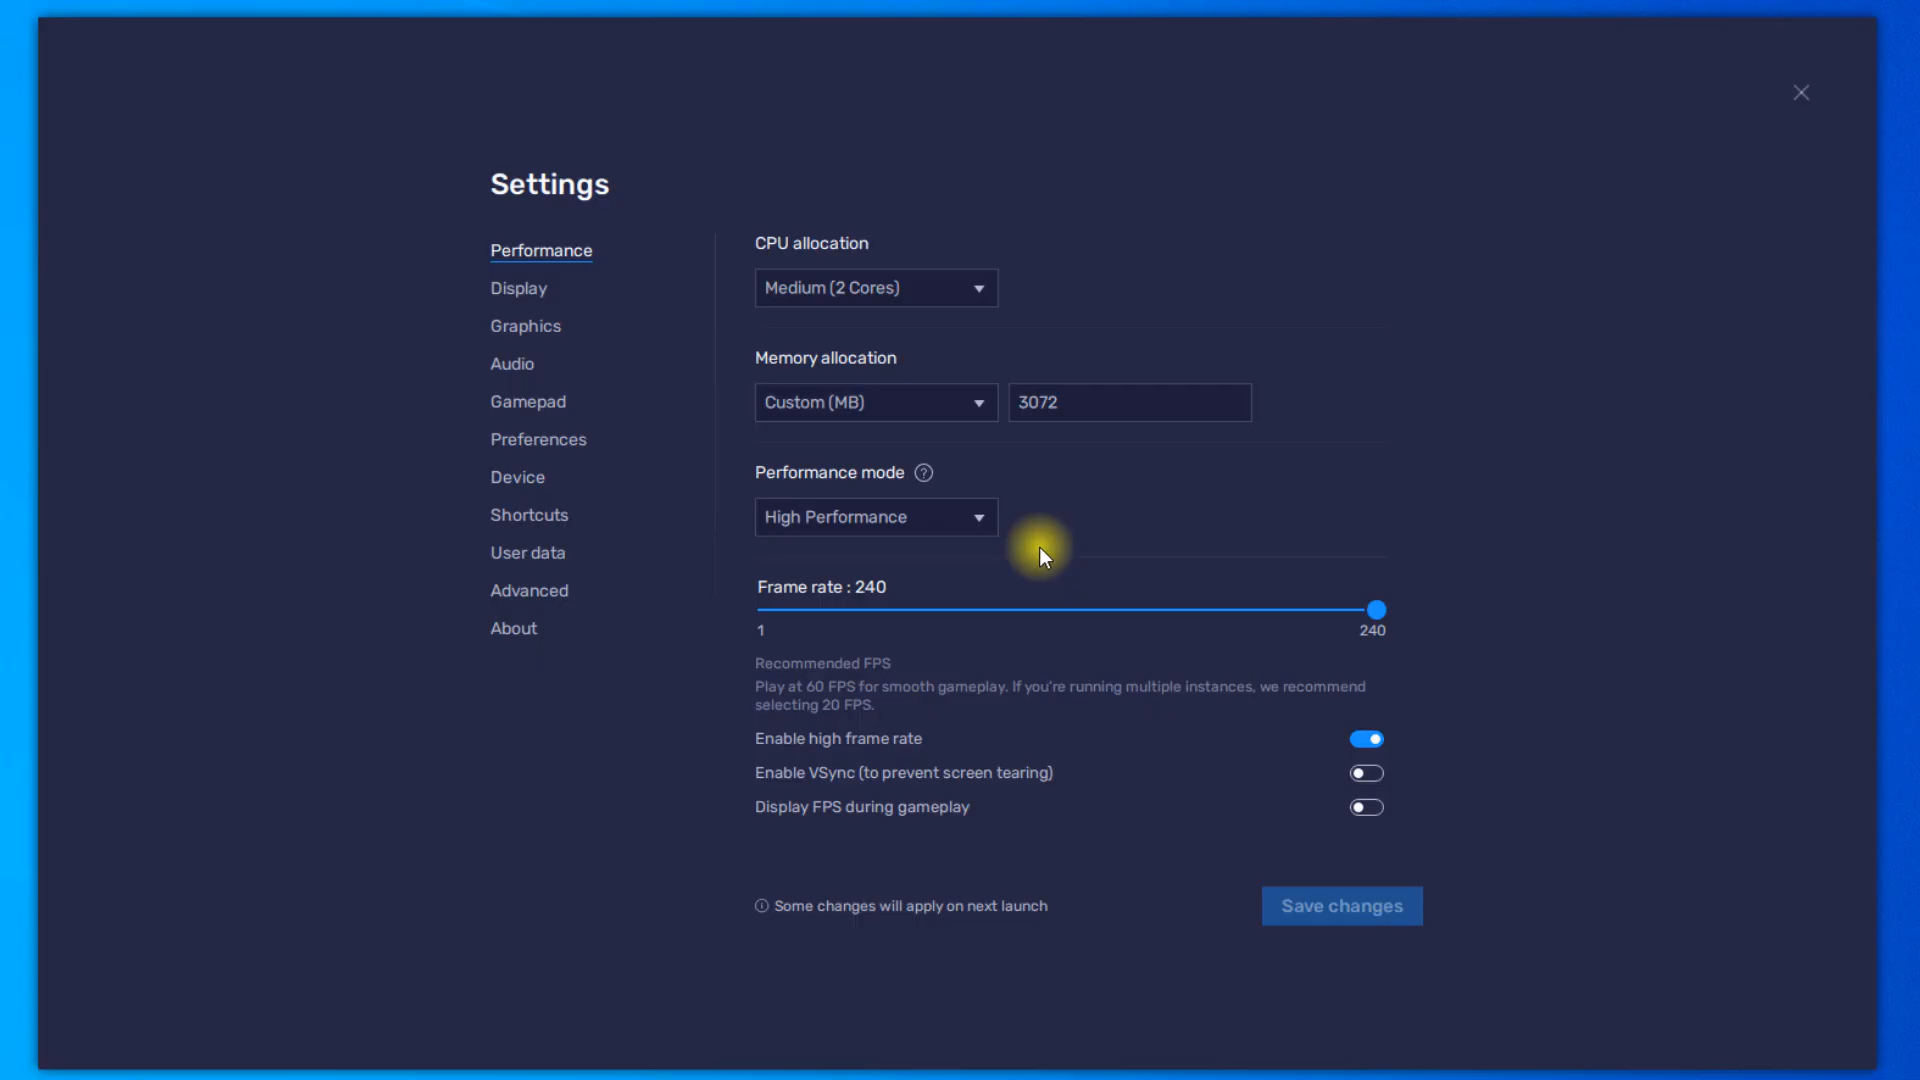 Settings
Performance
Display
Graphics
Audio
Gamepad
Preferences
Device
Shortcuts
User data
Advanced
About
CPU allocation
Medium (2 Cores)
Memory allocation
Custom (MB)
3072
Performance mode ?
High Performance
Frame rate : 240
1
240
Recommended FPS
Play at 60 FPS for smooth gameplay. If you're running multiple instances, we recommend
selecting 20 FPS.
Enable high frame rate
Enable VSync (to prevent screen tearing)
Display FPS during gameplay
Some changes will apply on next launch
Save changes